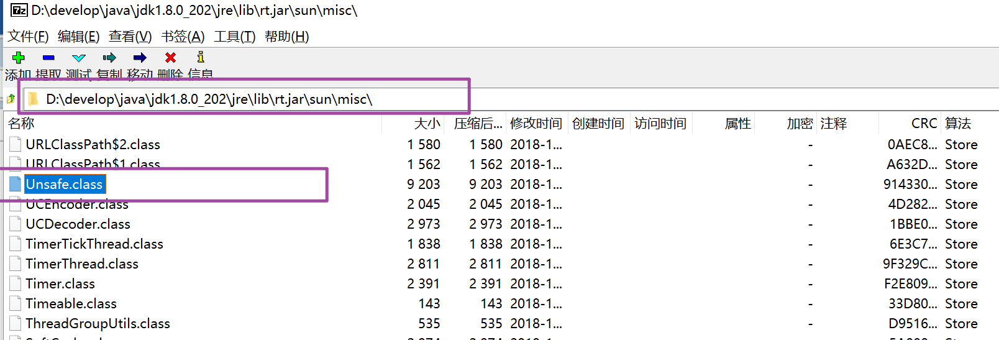 7z D:\develop\java\jdk1.8.0_202\jre\lib\rt.jar\sun\misc\
文件(F) 编辑(E) 查看(V) 书签(A) 工具(T) 帮助(H)
添加 提取 测试 复制 移动 删除 信息
D:\develop\java\jdk1.8.0_202\jre\lib\rt.jar\sun\misc\
名称 大小 压缩后... 修改时间 创建时间 访问时间 属性 加密 注释 CRC 算法
URLClassPath$2.class 1 580 1 580 2018-1... - 0AEC8... Store
URLClassPath$1.class 1 562 1 562 2018-1... - A632D... Store
Unsafe.class 9 203 9 203 2018-1... - 914330... Store
UCEncoder.class 2 045 2 045 2018-1... - 4D282... Store
UCDecoder.class 2 973 2 973 2018-1... - 1BBE0... Store
TimerTickThread.class 1 838 1 838 2018-1... - 6E3C7... Store
TimerThread.class 2 811 2 811 2018-1... - 9F329C... Store
Timer.class 2 391 2 391 2018-1... - F2E809... Store
Timeable.class 143 143 2018-1... - 33D80... Store
ThreadGroupUtils.class 535 535 2018-1... - D9516... Store